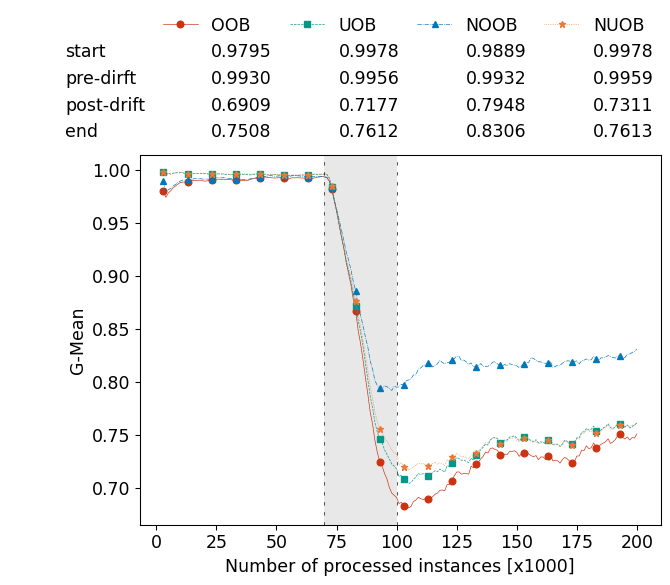 OOB UOB NOOB NUOB
start 0.9795 0.9978 0.9889 0.9978
pre-dirft 0.9930 0.9956 0.9932 0.9959
post-drift 0.6909 0.7177 0.7948 0.7311
end 0.7508 0.7612 0.8306 0.7613
1.00
0.95
0.90
0.85
0.80
0.75
0.70
G-Mean
0 25 50 75 100 125 150 175 200
Number of processed instances [x1000]